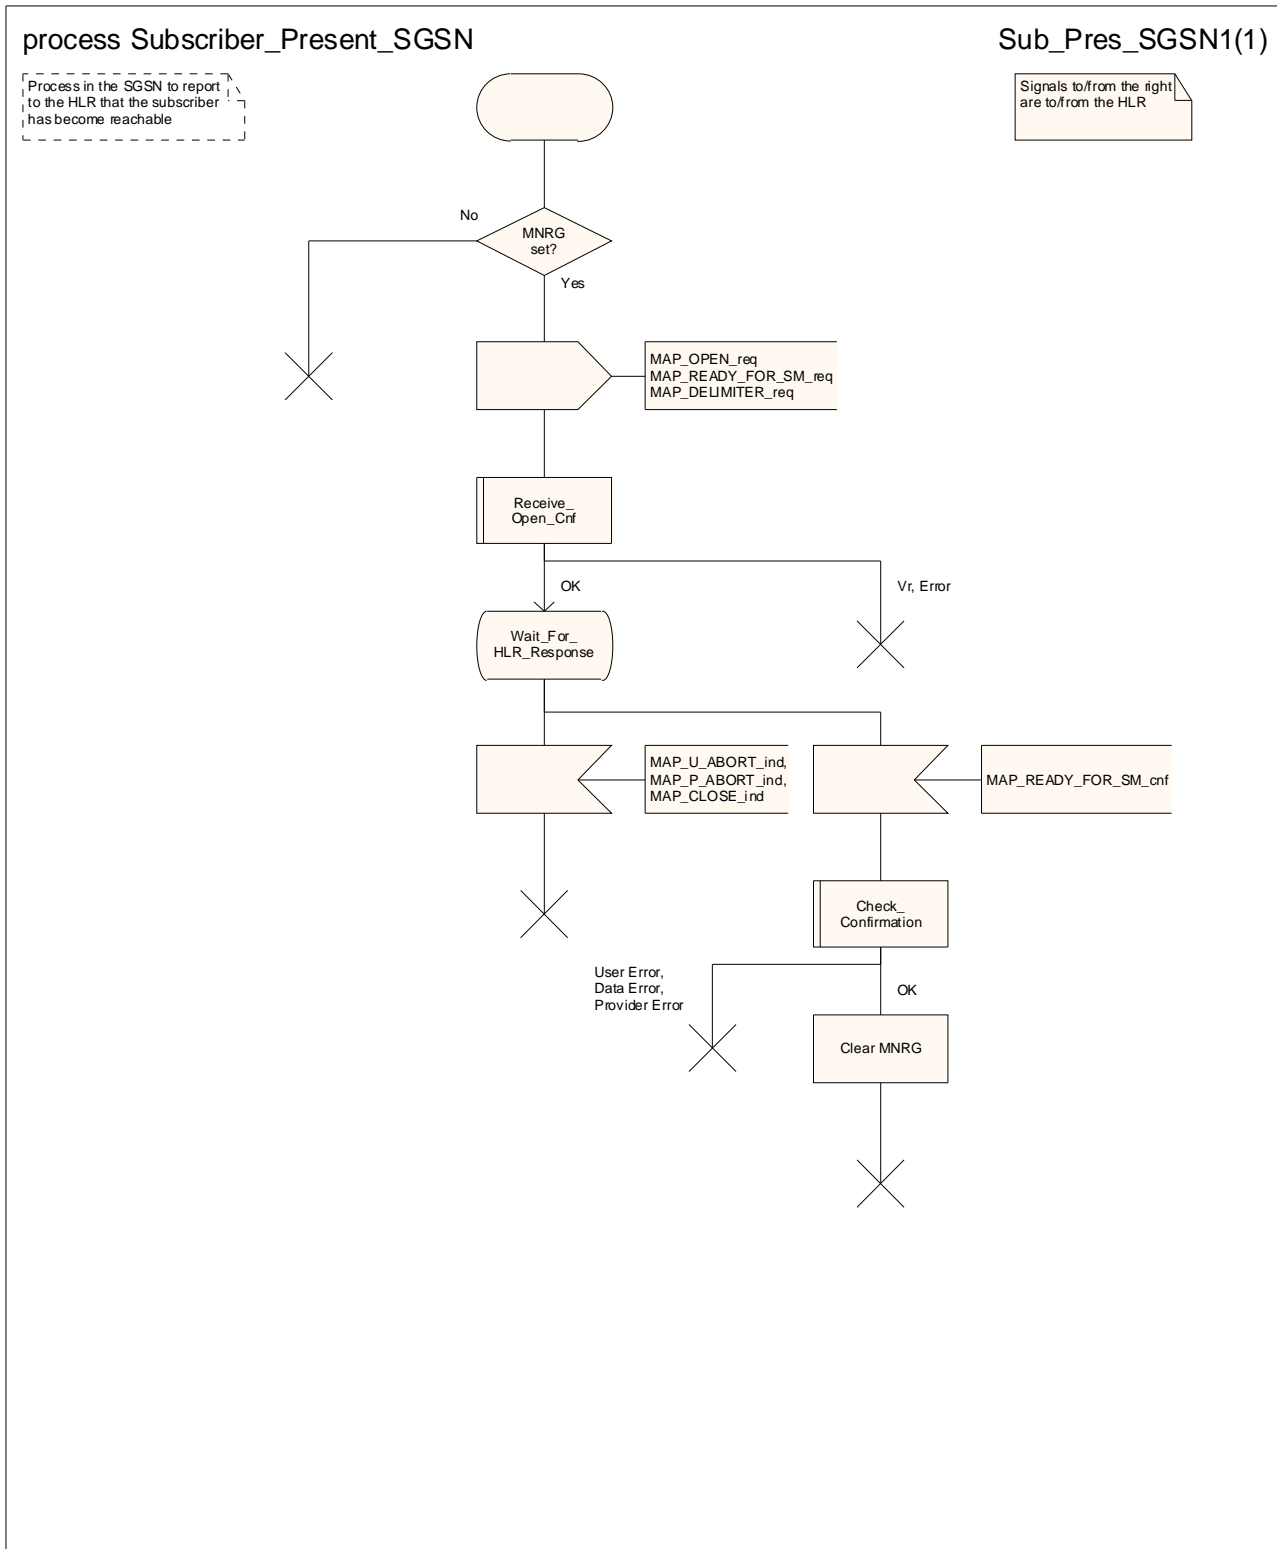 process Subscriber_Present_SGSN
Sub_Pres_SGSN1(1)
Process in the SGSN to report
to the HLR that the subscriber
has become reachable
Signals to/from the right
are to/from the HLR
No
MNRG
set?
Yes
MAP_OPEN_req
MAP_READY_FOR_SM_req
MAP_DELIMITER_req
Receive_
Open_Cnf
OK
Vr, Error
Wait_For_
HLR_Response
MAP_U_ABORT_ind,
MAP_P_ABORT_ind,
MAP_CLOSE_ind
MAP_READY_FOR_SM_cnf
Check_
Confirmation
User Error,
Data Error,
Provider Error
OK
Clear MNRG